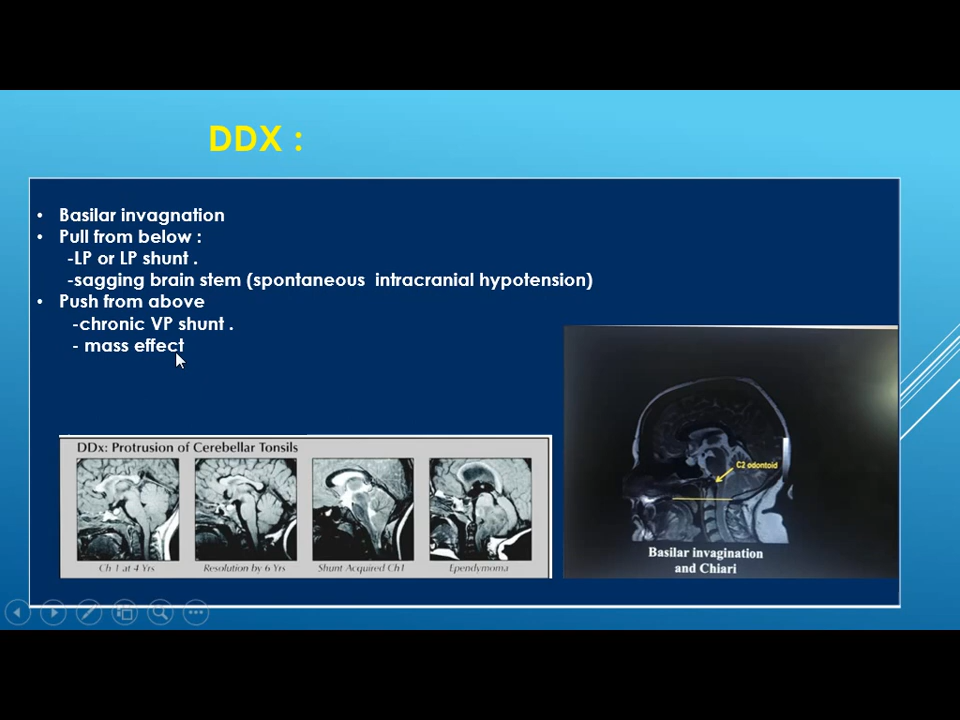 DDX :
• Basilar invagnation
• Pull from below :
-LP or LP shunt .
-sagging brain stem (spontaneous intracranial hypotension)
• Push from above
-chronic VP shunt .
- mass effect
DDx: Protrusion of Cerebellar Tonsils
Ch 1 at 4 Yrs
Resolution by 6 Yrs
Shunt Acquired Ch1
Ependymoma
C2 odontoid
Basilar invagination
and Chiari